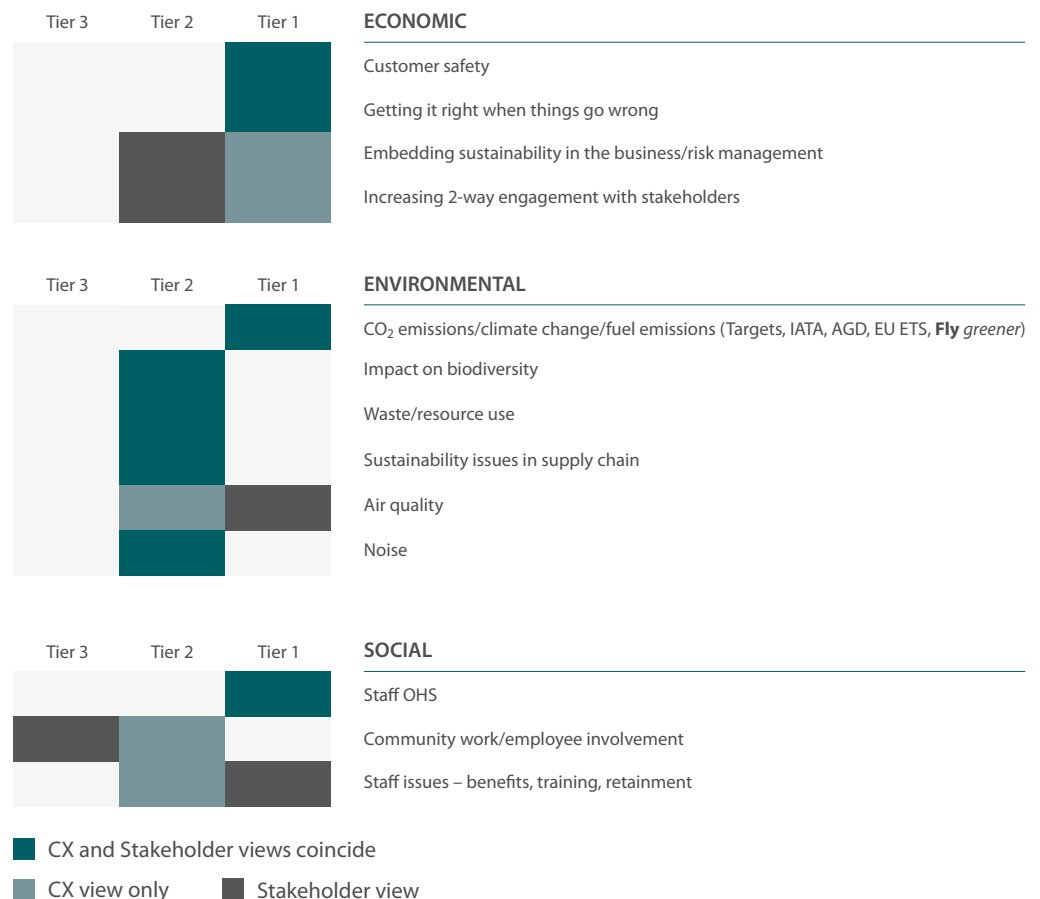 Tier 3 Tier 2 Tier 1 ECONOMIC
Customer safety
Getting it right when things go wrong
Embedding sustainability in the business/risk management
Increasing 2-way engagement with stakeholders
Tier 3 Tier 2 Tier 1 ENVIRONMENTAL
CO₂ emissions/climate change/fuel emissions (Targets, IATA, AGD, EU ETS, Fly greener)
Impact on biodiversity
Waste/resource use
Sustainability issues in supply chain
Air quality
Noise
Tier 3 Tier 2 Tier 1 SOCIAL
Staff OHS
Community work/employee involvement
Staff issues – benefits, training, retainment
CX and Stakeholder views coincide
CX view only Stakeholder view